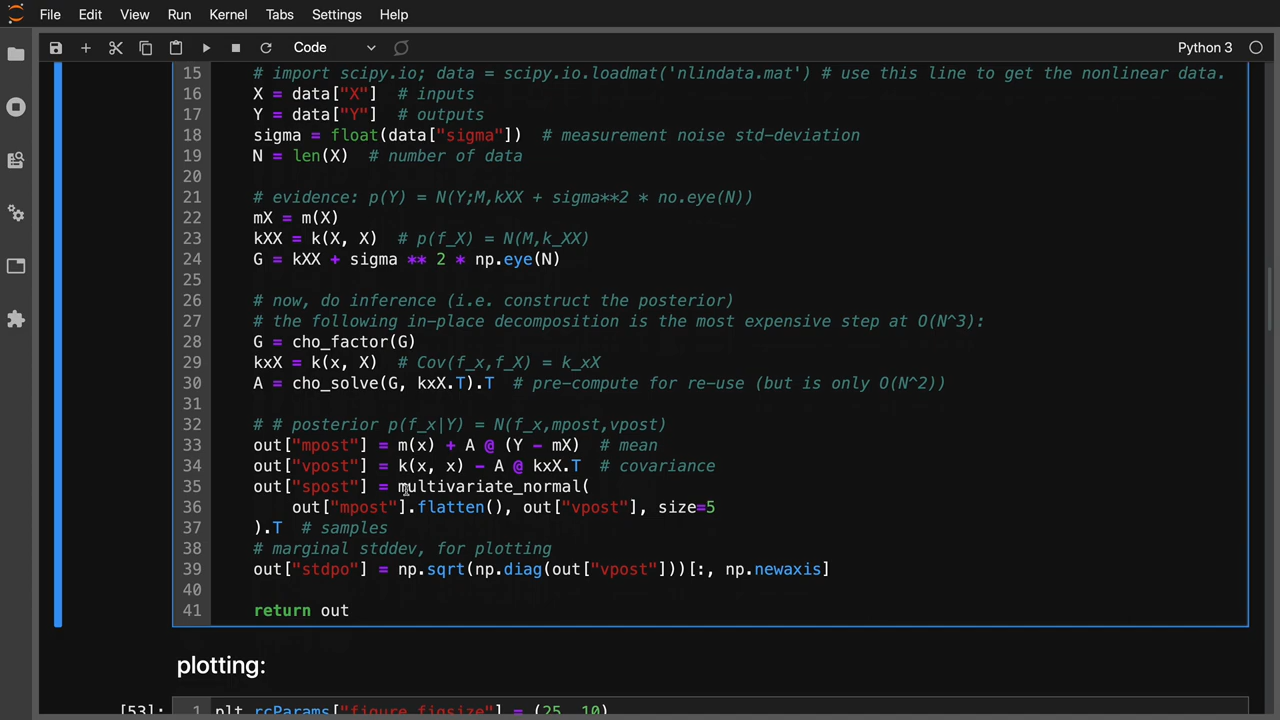 File Edit View Run Kernel Tabs Settings Help
Code Python 3
15 # import scipy.io; data = scipy.io.loadmat('nlindata.mat') # use this line to get the nonlinear data.
16 X = data["X"] # inputs
17 Y = data["Y"] # outputs
18 sigma = float(data["sigma"]) # measurement noise std-deviation
19 N = len(X) # number of data
20
21 # evidence: p(Y) = N(Y;M,kXX + sigma**2 * no.eye(N))
22 mX = m(X)
23 kXX = k(X, X) # p(f_X) = N(M,k_XX)
24 G = kXX + sigma ** 2 * np.eye(N)
25
26 # now, do inference (i.e. construct the posterior)
27 # the following in-place decomposition is the most expensive step at O(N^3):
28 G = cho_factor(G)
29 kxX = k(x, X) # Cov(f_x,f_X) = k_xX
30 A = cho_solve(G, kxX.T).T # pre-compute for re-use (but is only O(N^2))
31
32 # # posterior p(f_x|Y) = N(f_x,mpost,vpost)
33 out["mpost"] = m(x) + A @ (Y - mX) # mean
34 out["vpost"] = k(x, x) - A @ kxX.T # covariance
35 out["spost"] = multivariate_normal(
36 out["mpost"].flatten(), out["vpost"], size=5
37 ).T # samples
38 # marginal stddev, for plotting
39 out["stdpo"] = np.sqrt(np.diag(out["vpost"]))[:, np.newaxis]
40
41 return out
plotting:
[53]: 1 plt.rcParams["figure.figsize"] = (25, 10)